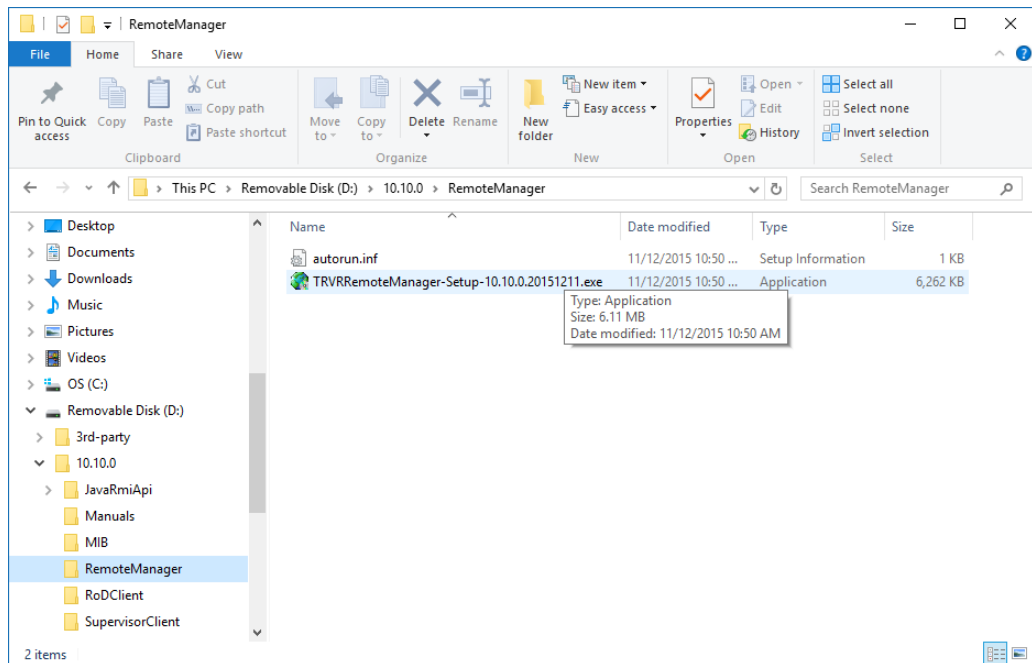 RemoteManager
File Home Share View
Pin to Quick access Copy Paste Cut Copy path Paste shortcut Move to Copy to Delete Rename New folder New item Easy access Properties Open Edit History Select all Select none Invert selection
Clipboard Organize New Open Select
This PC > Removable Disk (D:) > 10.10.0 > RemoteManager Search RemoteManager
Name Date modified Type Size
autorun.inf 11/12/2015 10:50 ... Setup Information 1 KB
TRVRRemoteManager-Setup-10.10.0.20151211.exe 11/12/2015 10:50 ... Application 6,262 KB
Type: Application
Size: 6.11 MB
Date modified: 11/12/2015 10:50 AM
Desktop
Documents
Downloads
Music
Pictures
Videos
OS (C:)
Removable Disk (D:)
3rd-party
10.10.0
JavaRmiApi
Manuals
MIB
RemoteManager
RoDClient
SupervisorClient
2 items